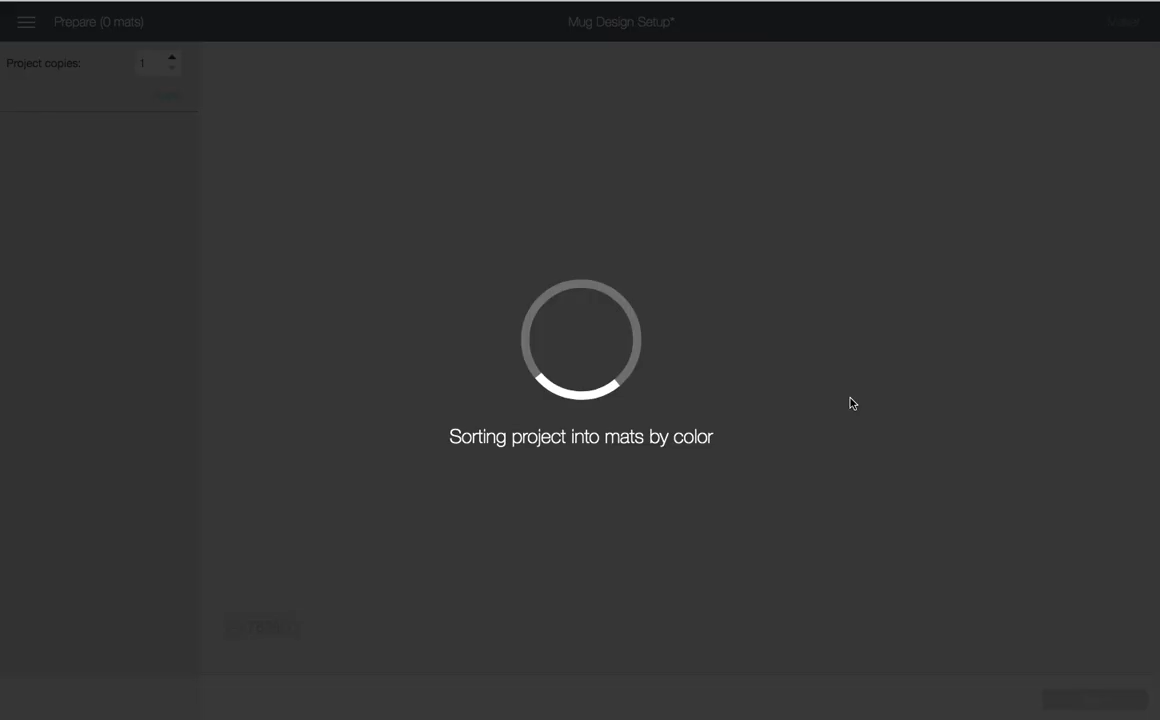 Prepare (0 mats)
Mug Design Setup*
Project copies:
1
Sorting project into mats by color